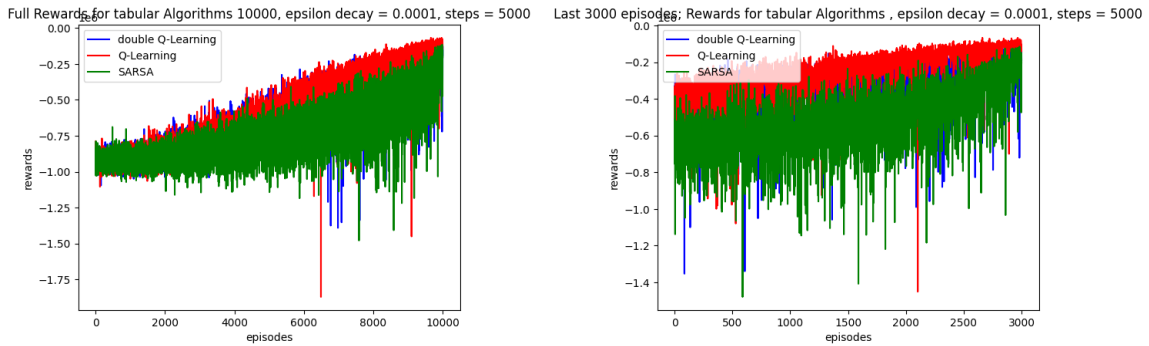 Full Rewards for tabular Algorithms 10000, epsilon decay = 0.0001, steps = 5000
1e6
0.00
−0.25
−0.50
−0.75
−1.00
−1.25
−1.50
−1.75
rewards
double Q-Learning
Q-Learning
SARSA
0
2000
4000
6000
8000
10000
episodes
Last 3000 episodes; Rewards for tabular Algorithms , epsilon decay = 0.0001, steps = 5000
1e6
0.0
−0.2
−0.4
−0.6
−0.8
−1.0
−1.2
−1.4
rewards
double Q-Learning
Q-Learning
SARSA
0
500
1000
1500
2000
2500
3000
episodes